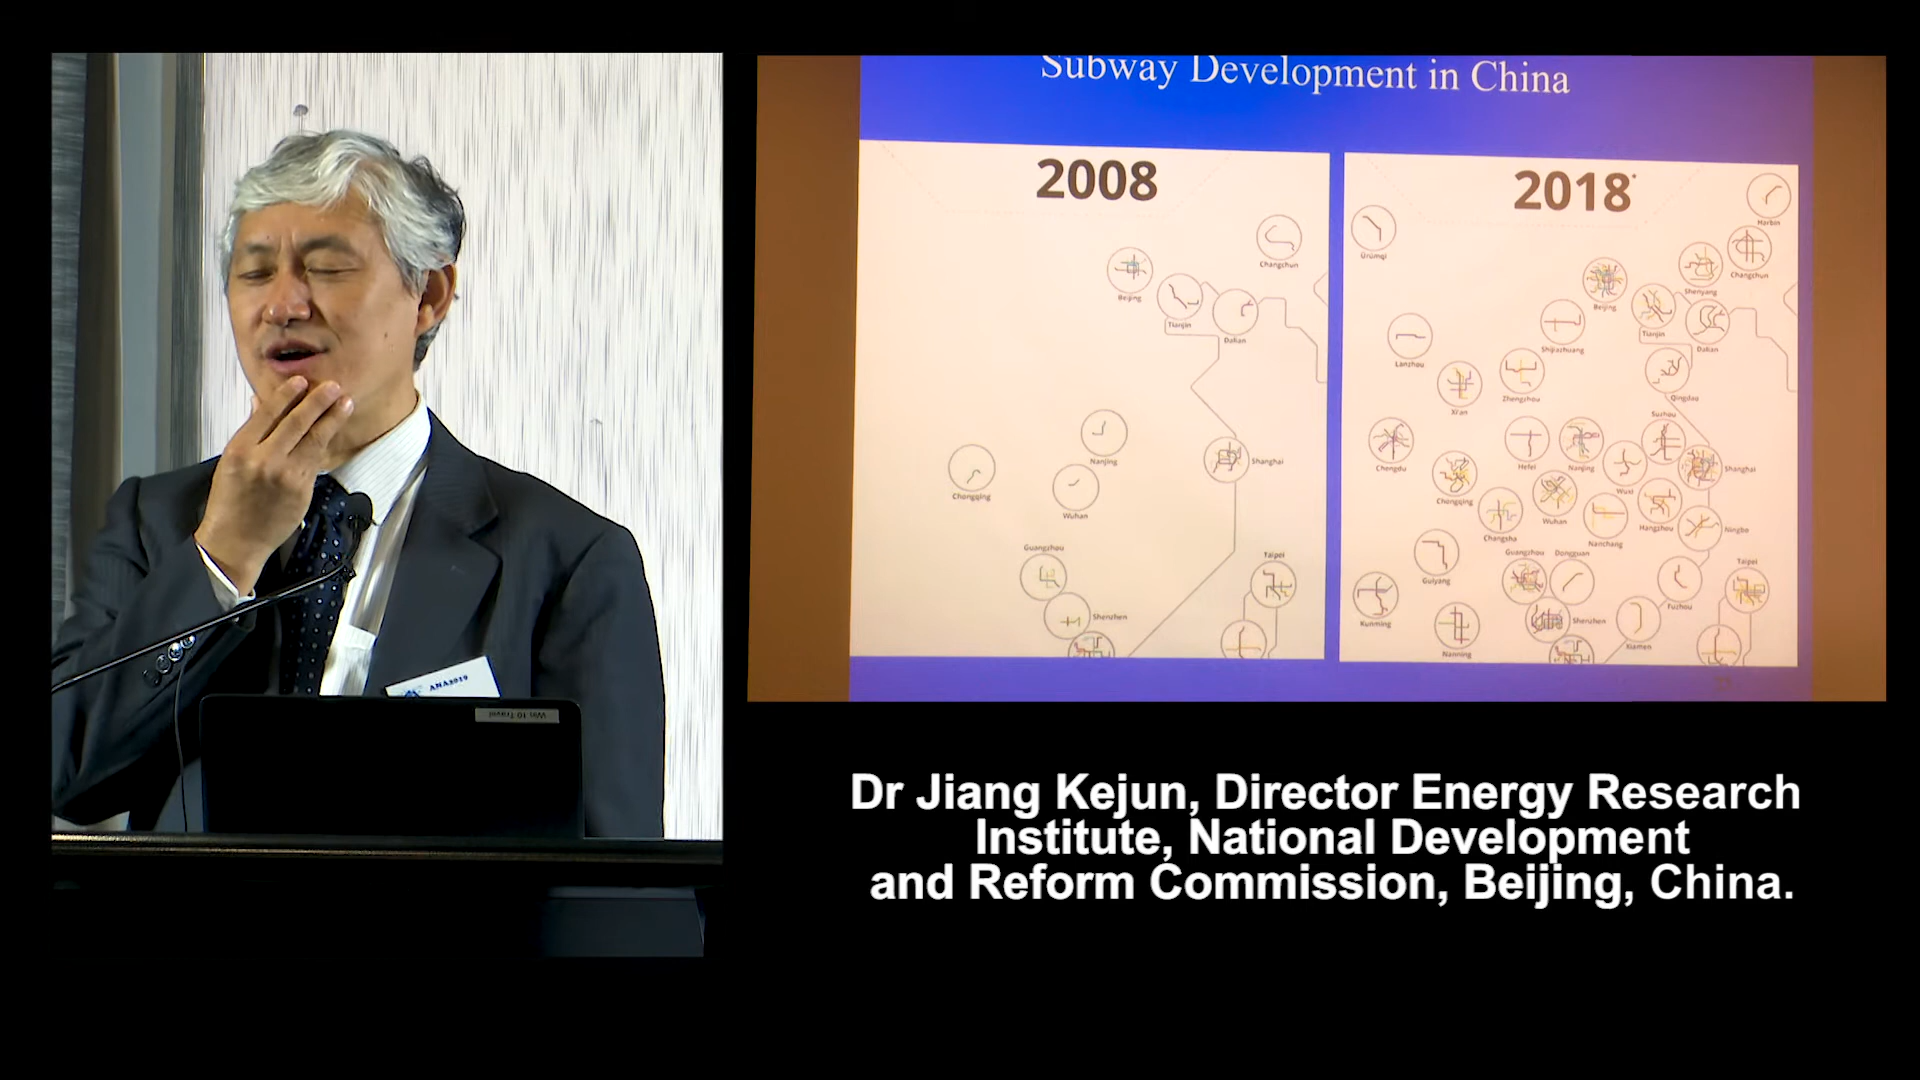 Subway Development in China
2008
Changchun
Beijing
Tianjin
Dalian
Nanjing
Shanghai
Chongqing
Wuhan
Guangzhou
Taipei
Shenzhen
2018*
Harbin
Ürümqi
Changchun
Shenyang
Beijing
Tianjin
Dalian
Shijiazhuang
Lanzhou
Zhengzhou
Qingdao
Xi'an
Suzhou
Chengdu
Hefei
Nanjing
Shanghai
Wuxi
Chongqing
Wuhan
Hangzhou
Ningbo
Changsha
Nanchang
Guangzhou Dongguan
Guiyang
Taipei
Fuzhou
Kunming
Shenzhen
Xiamen
Nanning
ANA2019
Win 10 Travel
Dr Jiang Kejun, Director Energy Research
Institute, National Development
and Reform Commission, Beijing, China.